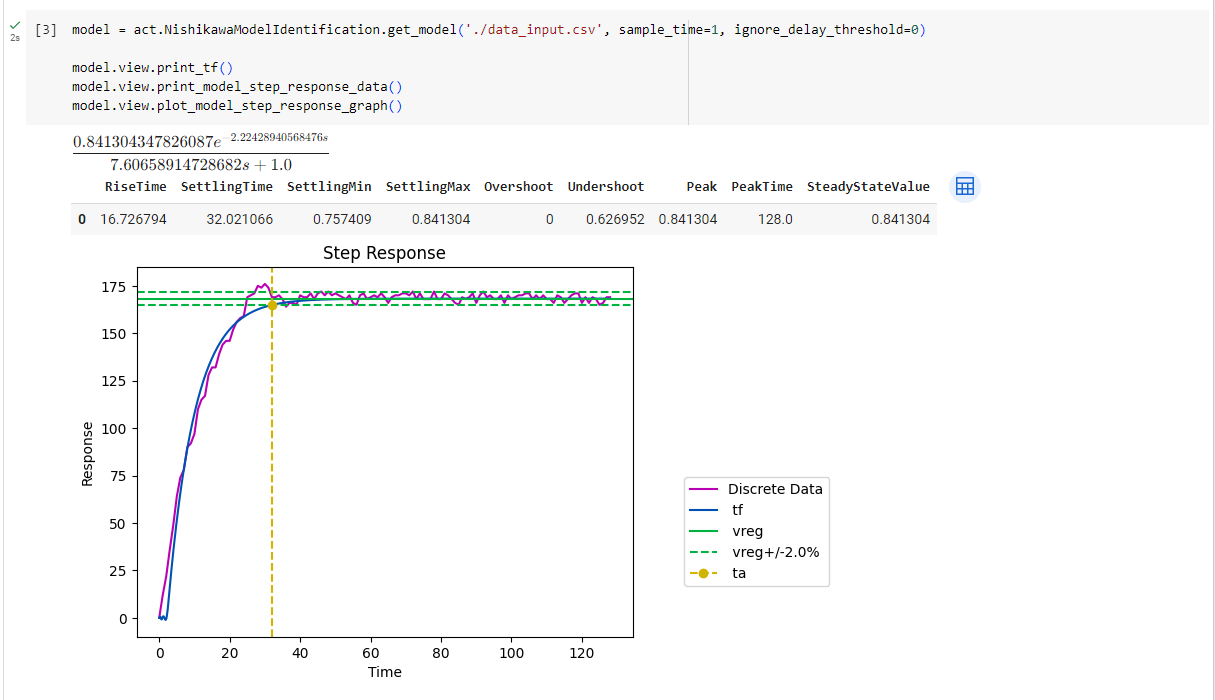 [3] model = act.NishikawaModelIdentification.get_model('./data_input.csv', sample_time=1, ignore_delay_threshold=0)
2s
model.view.print_tf()
model.view.print_model_step_response_data()
model.view.plot_model_step_response_graph()
0.841304347826087e^{-2.22428940568476s}
7.60658914728682s + 1.0
RiseTime SettlingTime SettlingMin SettlingMax Overshoot Undershoot Peak PeakTime SteadyStateValue
0 16.726794 32.021066 0.757409 0.841304 0 0.626952 0.841304 128.0 0.841304
Step Response
175
150
125
100
75
50
25
0
Response
0 20 40 60 80 100 120
Time
Discrete Data
tf
vreg
vreg+/-2.0%
ta